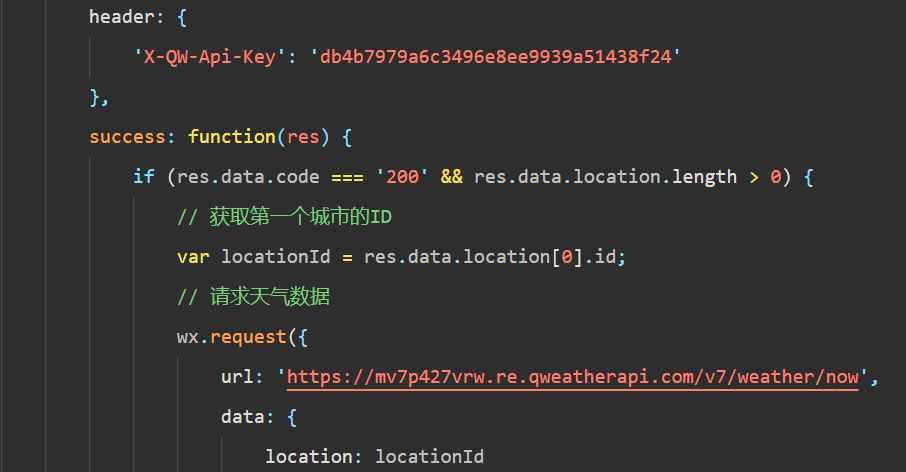 header: {
'X-QW-Api-Key': 'db4b7979a6c3496e8ee9939a51438f24'
},
success: function(res) {
if (res.data.code === '200' && res.data.location.length > 0) {
// 获取第一个城市的ID
var locationId = res.data.location[0].id;
// 请求天气数据
wx.request({
url: 'https://mv7p427vrw.re.qweatherapi.com/v7/weather/now',
data: {
location: locationId